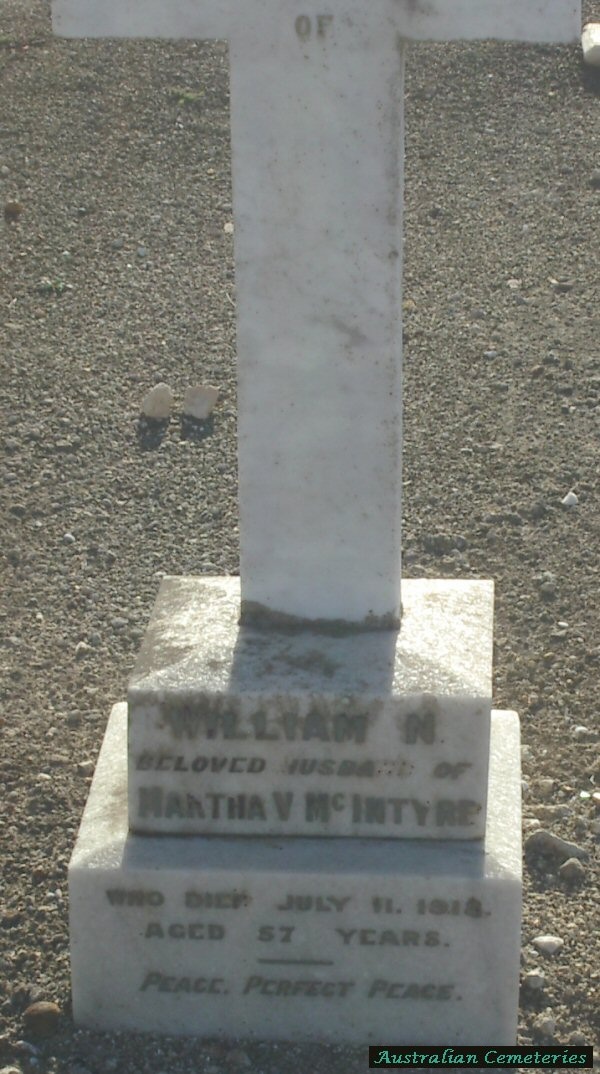 OF
WILLIAM N.
BELOVED HUSBAND OF
MARTHA V McINTYRE
WHO DIED JULY 11. 1918.
AGED 57 YEARS.
PEACE. PERFECT PEACE.
Australian Cemeteries